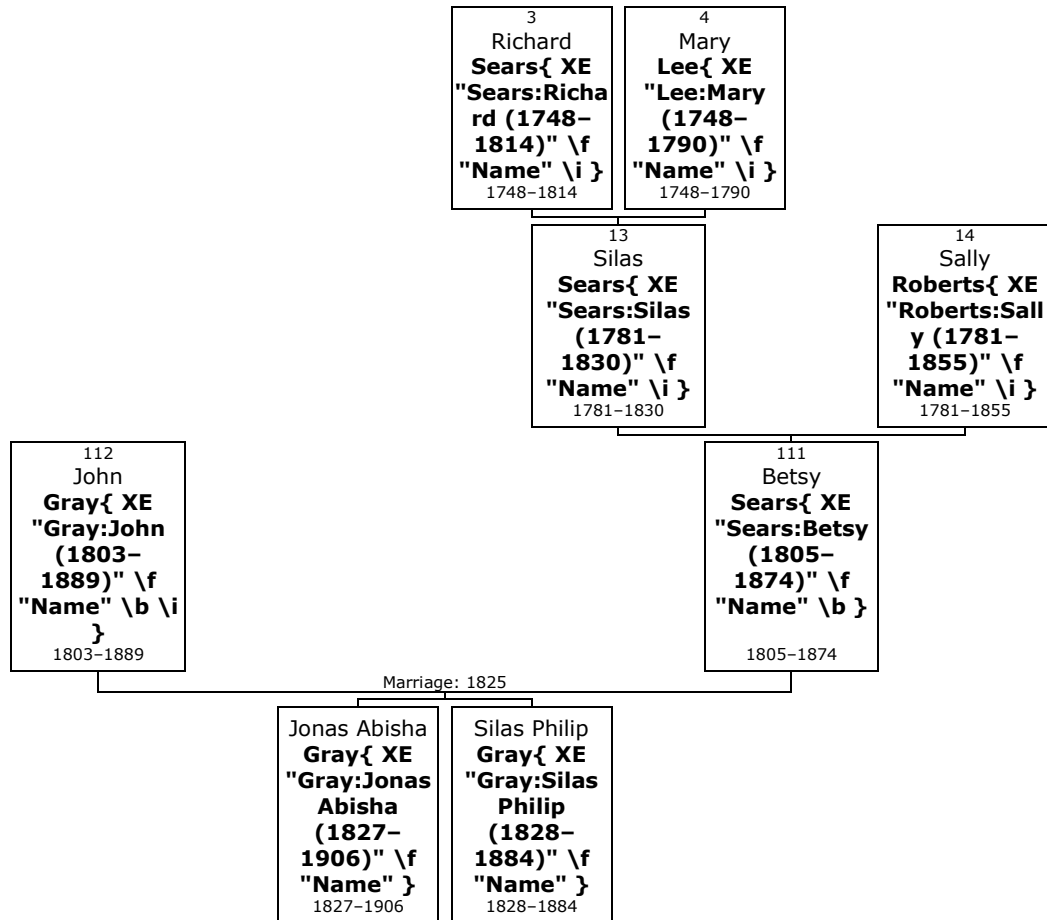 3
Richard
Sears{ XE
"Sears:Richa
rd (1748–
1814)" \f
"Name" \i }
1748–1814
4
Mary
Lee{ XE
"Lee:Mary
(1748–
1790)" \f
"Name" \i }
1748–1790
13
Silas
Sears{ XE
"Sears:Silas
(1781–
1830)" \f
"Name" \i }
1781–1830
14
Sally
Roberts{ XE
"Roberts:Sall
y (1781–
1855)" \f
"Name" \i }
1781–1855
112
John
Gray{ XE
"Gray:John
(1803–
1889)" \f
"Name" \b \i
}
1803–1889
111
Betsy
Sears{ XE
"Sears:Betsy
(1805–
1874)" \f
"Name" \b }
1805–1874
Marriage: 1825
Jonas Abisha
Gray{ XE
"Gray:Jonas
Abisha
(1827–
1906)" \f
"Name" }
1827–1906
Silas Philip
Gray{ XE
"Gray:Silas
Philip
(1828–
1884)" \f
"Name" }
1828–1884